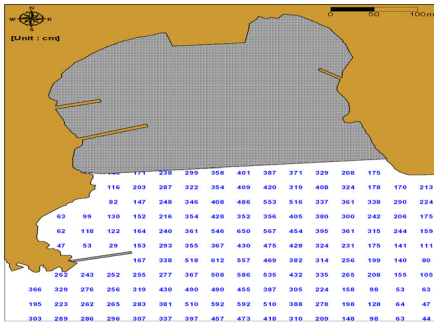 N
W E
S
0 50 100 m
[Unit : cm]
171 238 299 358 401 387 371 329 208 175
116 203 287 322 354 409 420 319 408 324 178 170 213
82 147 248 346 408 486 553 516 337 361 338 290 224
63 99 130 152 216 354 428 352 356 405 380 300 242 206 175
62 118 122 164 240 361 546 650 567 454 395 361 315 244 159
47 53 29 153 293 355 367 430 475 428 324 231 175 141 111
167 338 518 612 557 469 382 314 256 199 140 80
262 243 252 255 277 367 508 586 535 432 335 265 208 155 105
366 329 276 256 319 430 490 490 455 387 305 224 158 98 53 63
195 223 262 265 283 381 510 592 592 510 388 278 198 128 64 47
303 289 286 296 307 337 397 457 473 418 310 209 148 98 63 44